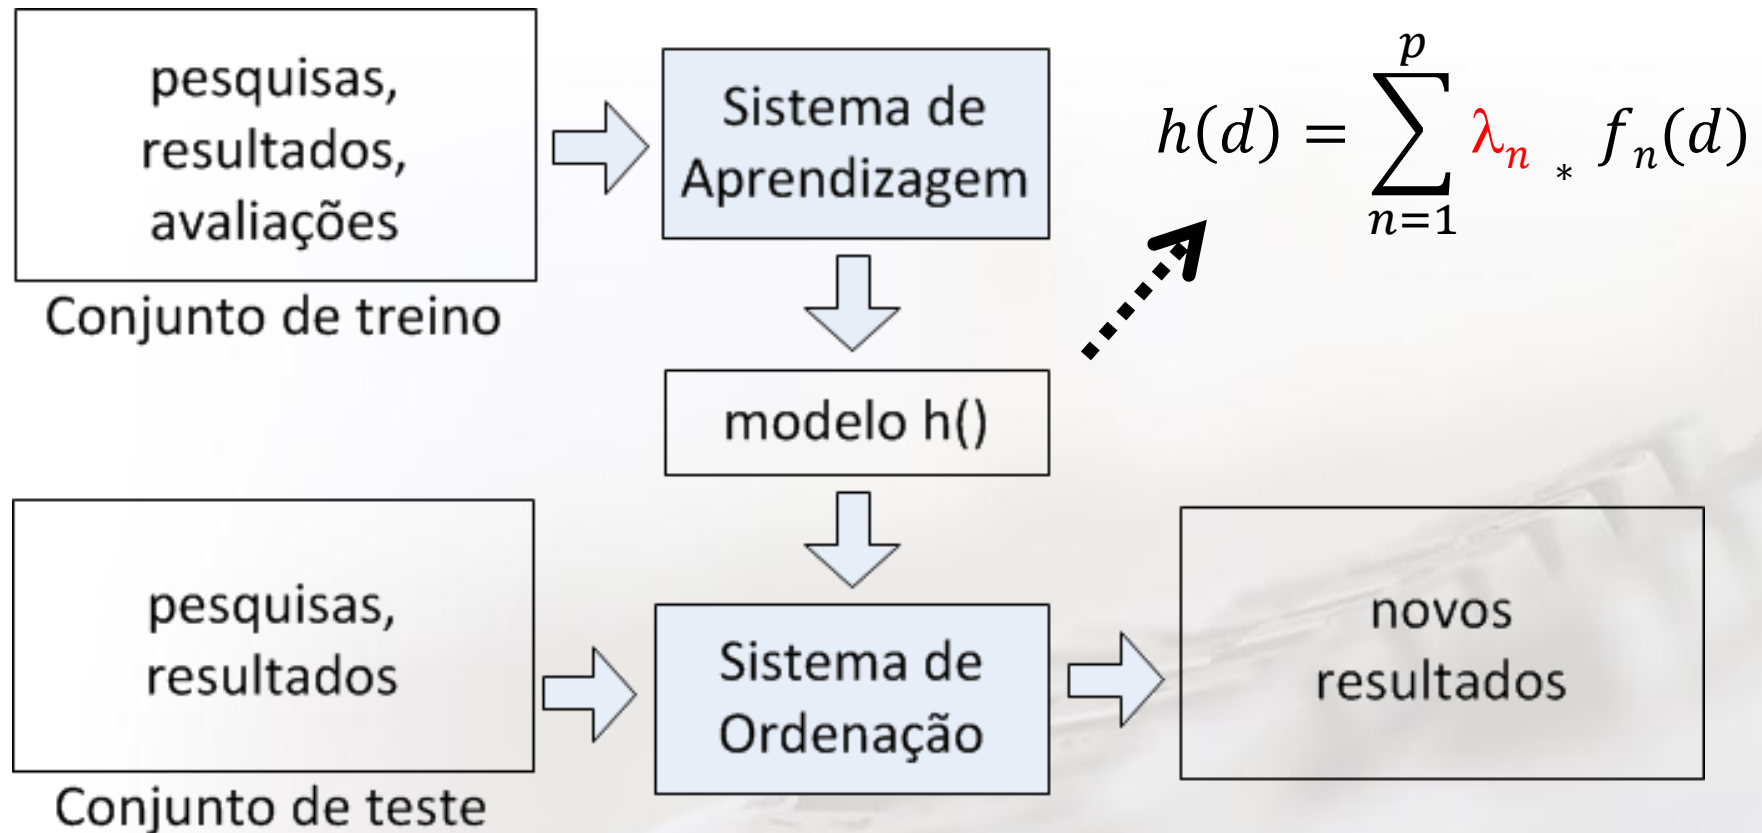 pesquisas,
resultados,
avaliações
Conjunto de treino
Sistema de
Aprendizagem
h(d) = ∑_{n=1}^{p} λ_n * f_n(d)
modelo h()
pesquisas,
resultados
Conjunto de teste
Sistema de
Ordenação
novos
resultados